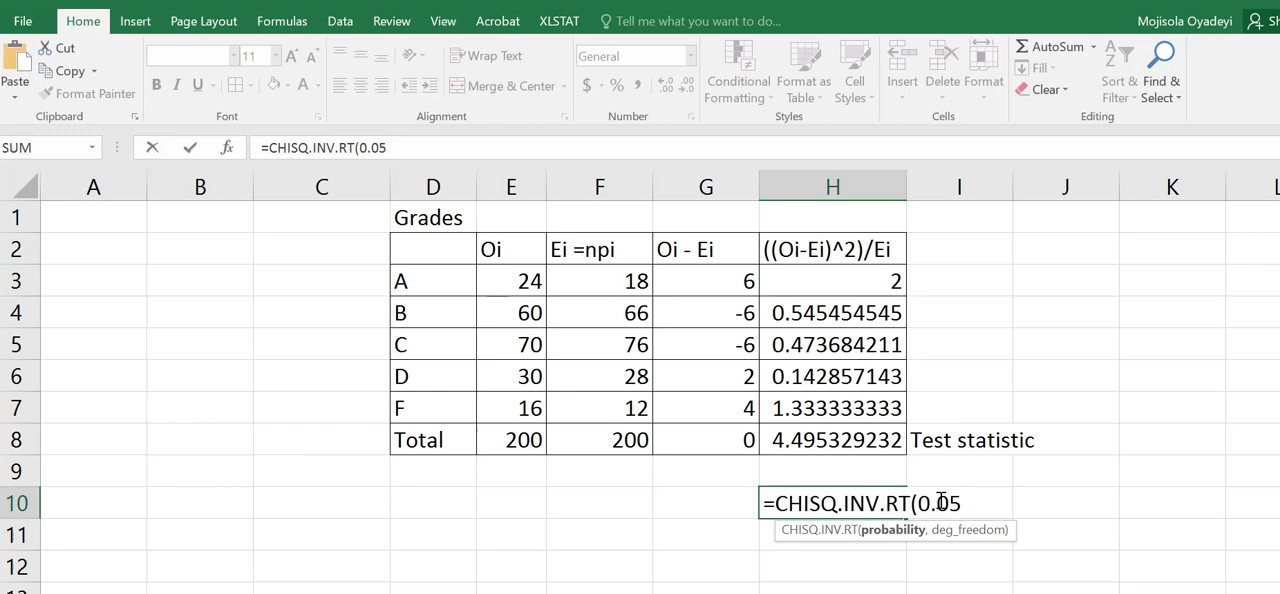 File Home Insert Page Layout Formulas Data Review View Acrobat XLSTAT Tell me what you want to do... Mojisola Oyadeyi
Paste Cut Copy Format Painter
Clipboard
11 A A
B I U A
Font
Wrap Text
Merge & Center
Alignment
General
$ % , .0 .00 .00 .0
Number
Conditional Formatting Format as Table Cell Styles
Styles
Insert Delete Format
Cells
AutoSum Fill Clear Sort & Filter Find & Select
Editing
SUM fx =CHISQ.INV.RT(0.05
A B C D E F G H I J K L
1 Grades
2 Oi Ei =npi Oi - Ei ((Oi-Ei)^2)/Ei
3 A 24 18 6 2
4 B 60 66 -6 0.545454545
5 C 70 76 -6 0.473684211
6 D 30 28 2 0.142857143
7 F 16 12 4 1.333333333
8 Total 200 200 0 4.495329232 Test statistic
9
10 =CHISQ.INV.RT(0.05
CHISQ.INV.RT(probability, deg_freedom)
11
12